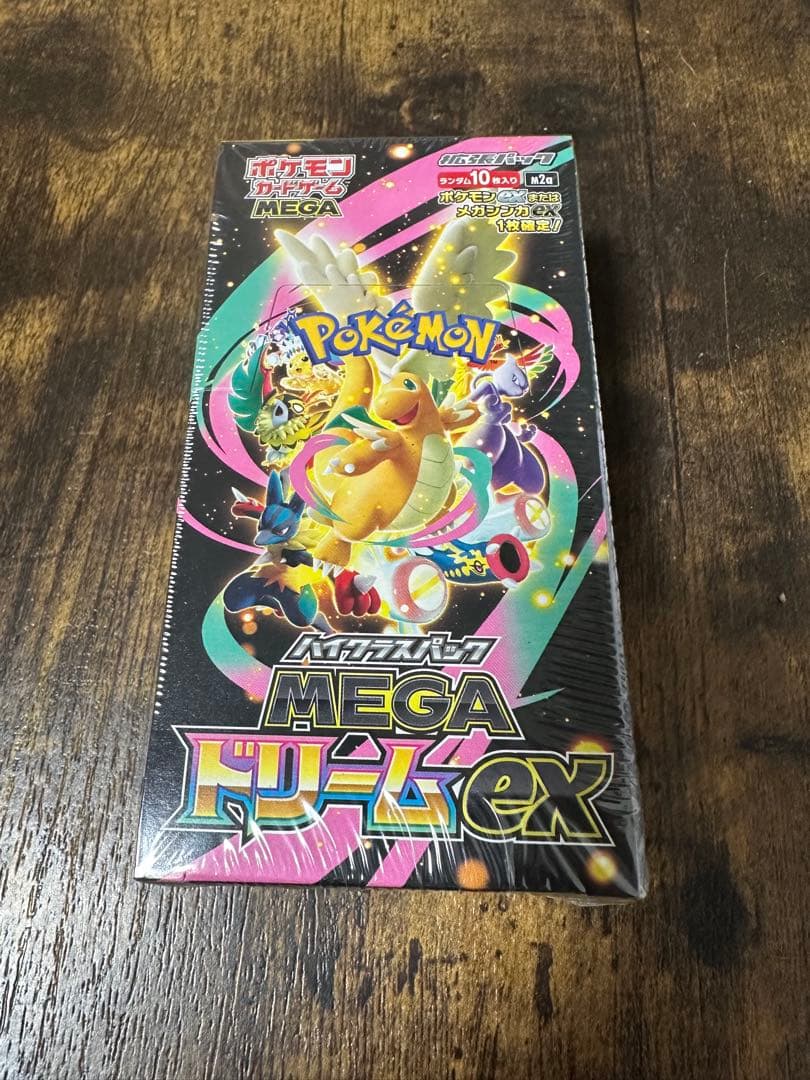 ポケモン
カードゲーム
MEGA
拡張パック
ランダム10枚入り M2a
ポケモンexまたは
メガシンカex
1枚確定！
POKÉMON
ハイクラスパック
MEGA
ドリームex